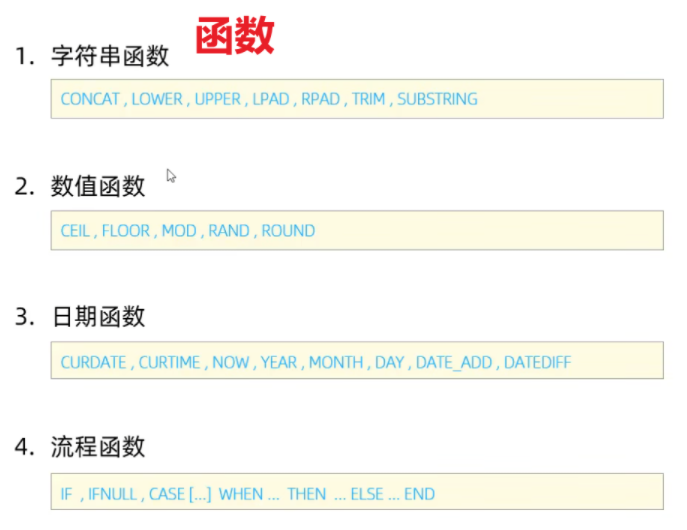 函数
1. 字符串函数
CONCAT , LOWER , UPPER , LPAD , RPAD , TRIM , SUBSTRING
2. 数值函数
CEIL , FLOOR , MOD , RAND , ROUND
3. 日期函数
CURDATE , CURTIME , NOW , YEAR , MONTH , DAY , DATE_ADD , DATEDIFF
4. 流程函数
IF , IFNULL , CASE [...] WHEN ... THEN ... ELSE ... END